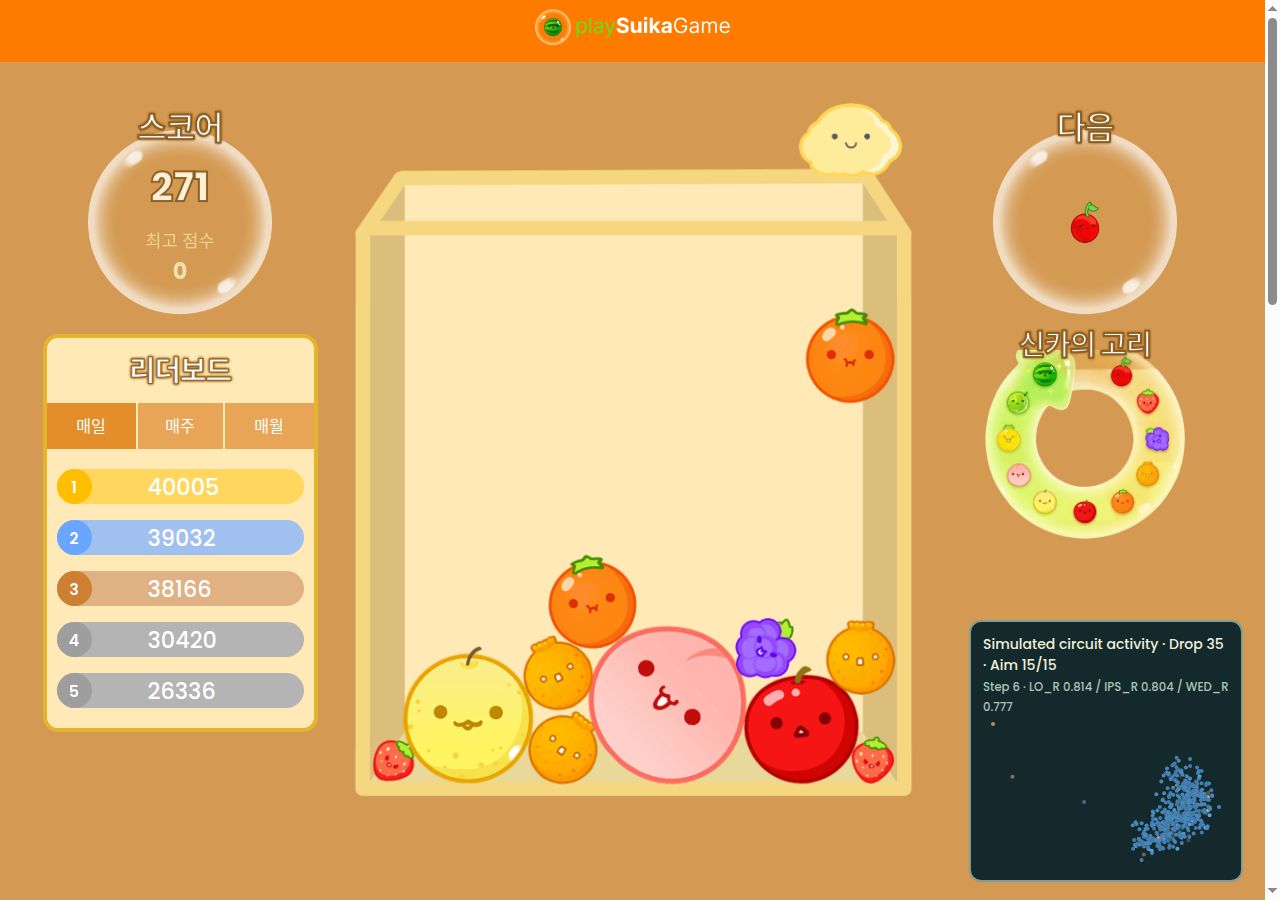 playSuikaGame
스코어
271
최고 점수
0
다음
신카의 고리
리더보드
매일 매주 매월
1 40005
2 39032
3 38166
4 30420
5 26336
Simulated circuit activity · Drop 35
· Aim 15/15
Step 6 · LO_R 0.814 / IPS_R 0.804 / WED_R
0.777